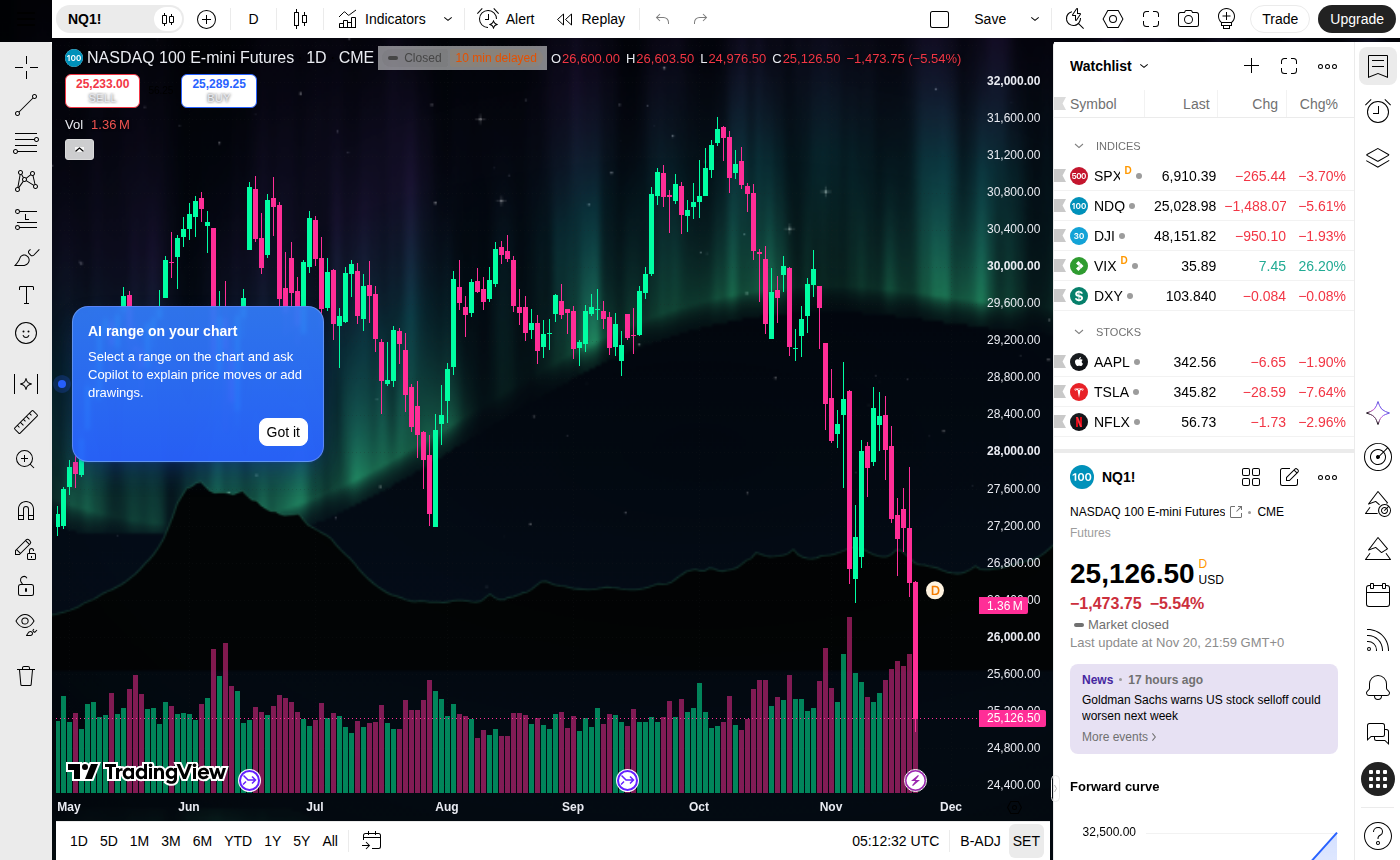 NQ1!
D
Indicators
Alert
Replay
Save
Trade
Upgrade
100
NASDAQ 100 E-mini Futures 1D CME
Closed 10 min delayed
O26,600.00 H26,603.50 L24,976.50 C25,126.50 −1,473.75 (−5.54%)
25,233.00
SELL
25,289.25
BUY
Vol 1.36 M
AI range on your chart
Select a range on the chart and ask
Copilot to explain price moves or add
drawings.
Got it
32,000.00
31,600.00
31,200.00
30,800.00
30,400.00
30,000.00
29,600.00
29,200.00
28,800.00
28,400.00
28,000.00
27,600.00
27,200.00
26,800.00
1.36 M
26,000.00
25,600.00
25,126.50
24,800.00
24,400.00
D
TradingView
May Jun Jul Aug Sep Oct Nov Dec
1D 5D 1M 3M 6M YTD 1Y 5Y All
05:12:32 UTC B-ADJ SET
Watchlist
Symbol Last Chg Chg%
INDICES
500 SPX D 6,910.39 −265.44 −3.70%
100 NDQ 25,028.98 −1,488.07 −5.61%
30 DJI 48,151.82 −950.10 −1.93%
VIX D 35.89 7.45 26.20%
$ DXY 103.840 −0.084 −0.08%
STOCKS
AAPL 342.56 −6.65 −1.90%
TSLA 345.82 −28.59 −7.64%
N NFLX 56.73 −1.73 −2.96%
100 NQ1!
NASDAQ 100 E-mini Futures • CME
Futures
25,126.50 D USD
−1,473.75 −5.54%
Market closed
Last update at Nov 20, 21:59 GMT+0
News • 17 hours ago
Goldman Sachs warns US stock selloff could
worsen next week
More events ›
Forward curve
32,500.00